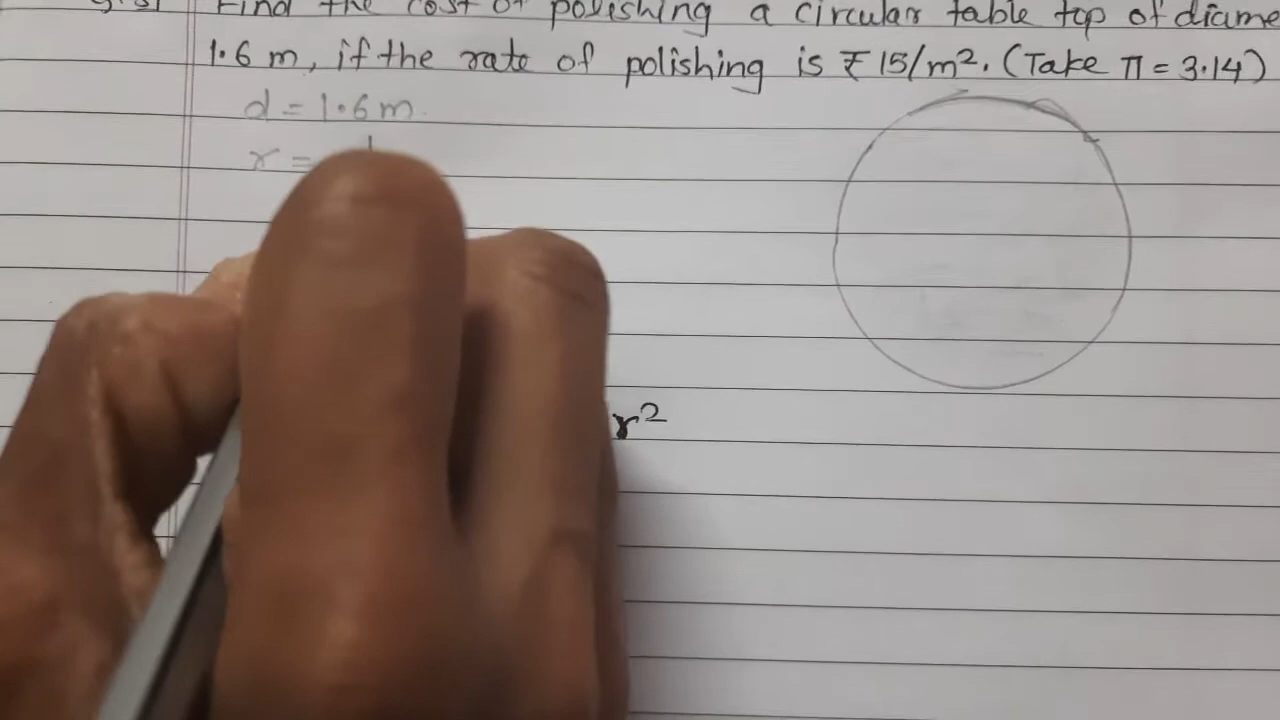 Find the cost of polishing a circular table top of diame
1.6 m, if the rate of polishing is ₹15/m². (Take π = 3.14)
d = 1.6 m.
r =
r²